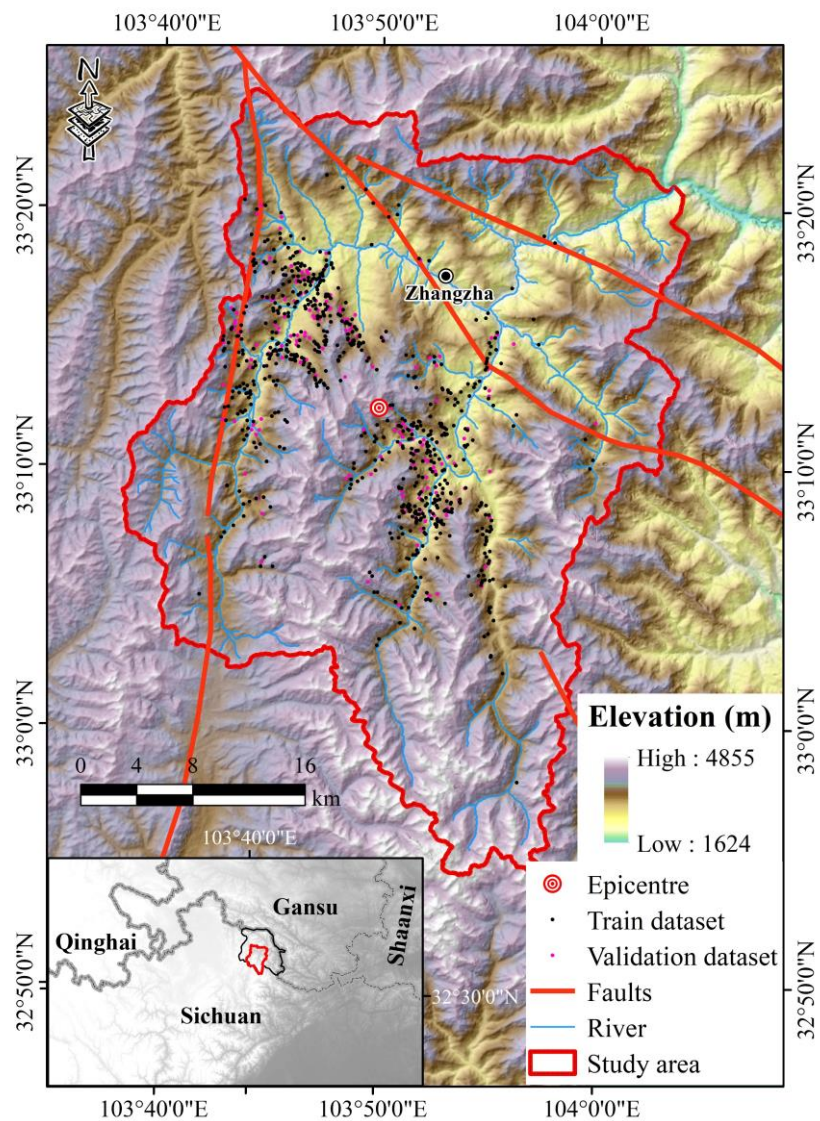 103°40'0"E 103°50'0"E 104°0'0"E
N
33°20'0"N
33°20'0"N
Zhangzha
33°10'0"N
33°10'0"N
33°0'0"N
33°0'0"N
Elevation (m)
High : 4855
Low : 1624
0 4 8 16
km
103°40'0"E
Gansu
Shaanxi
Qinghai
Sichuan
32°30'0"N
Epicentre
Train dataset
Validation dataset
Faults
River
Study area
32°50'0"N
32°50'0"N
103°40'0"E 103°50'0"E 104°0'0"E